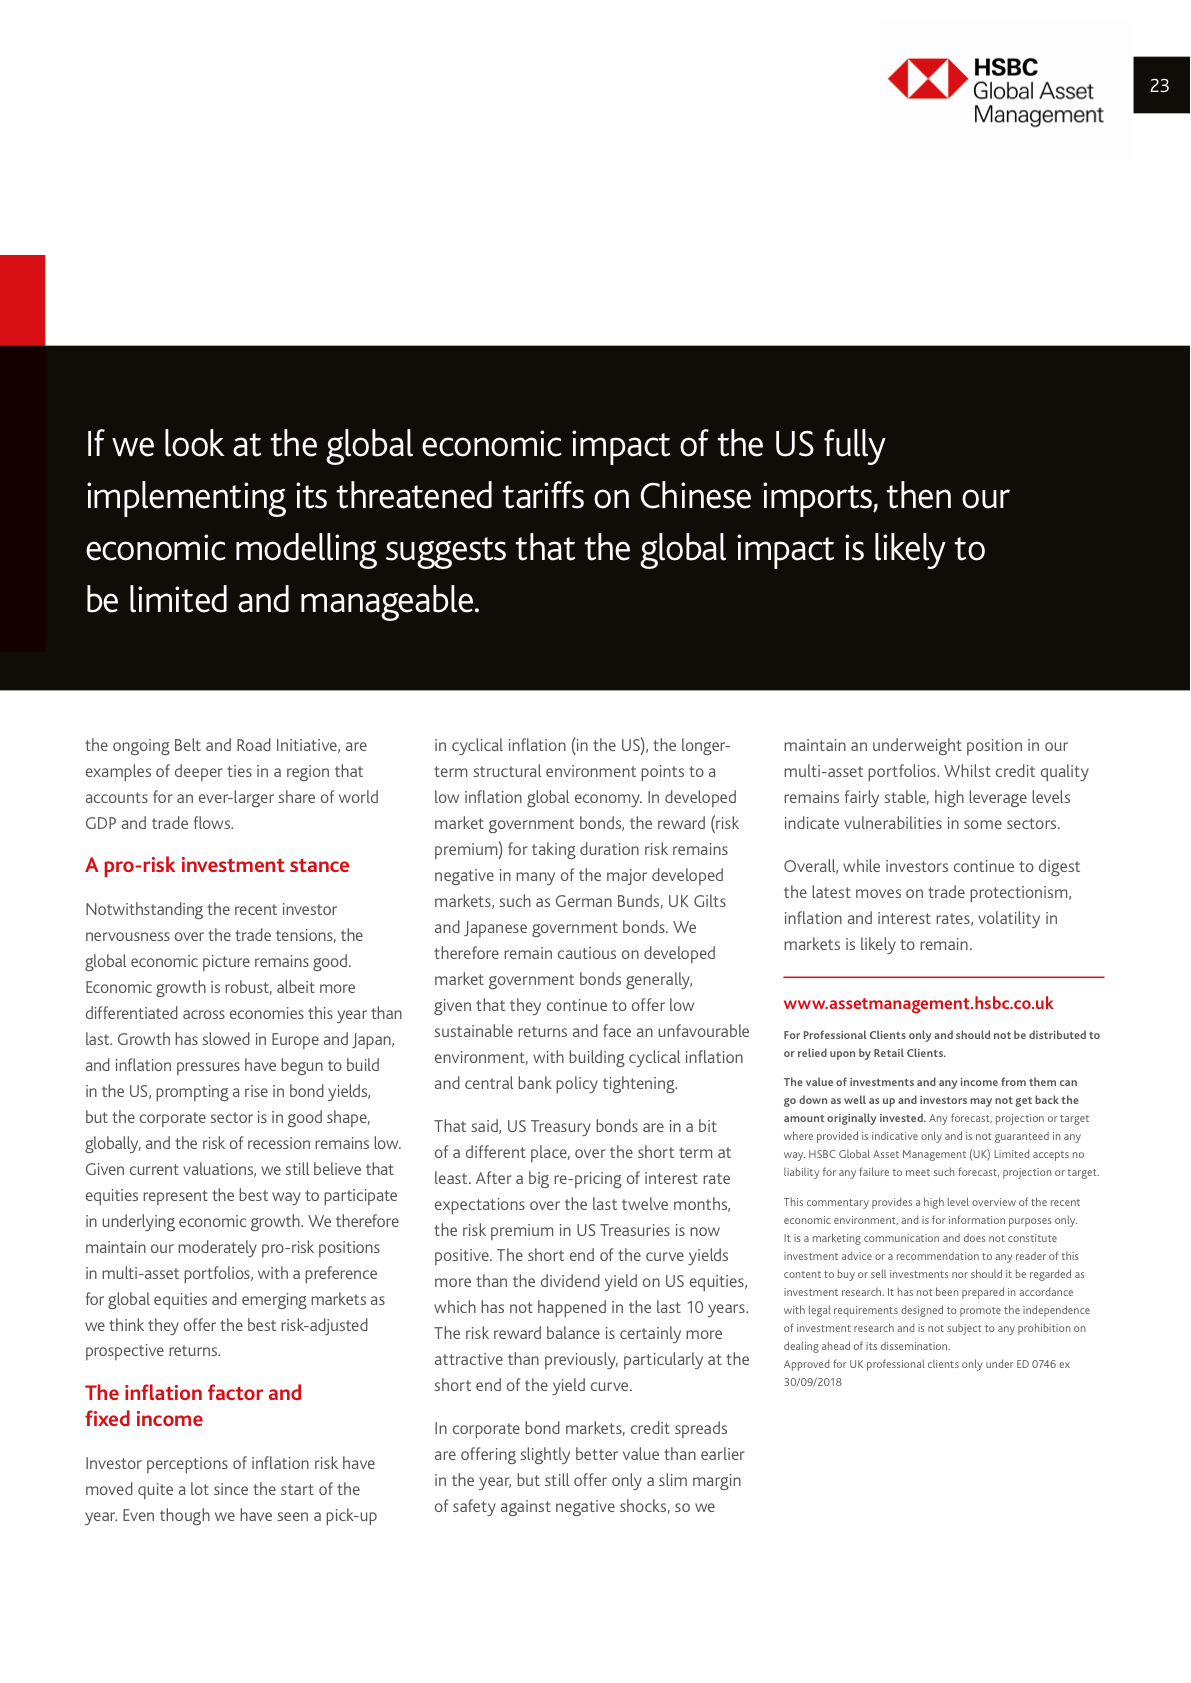 HSBC
Global Asset
Management
23
If we look at the global economic impact of the US fully
implementing its threatened tariffs on Chinese imports, then our
economic modelling suggests that the global impact is likely to
be limited and manageable.
the ongoing Belt and Road Initiative, are
examples of deeper ties in a region that
accounts for an ever-larger share of world
GDP and trade flows.
A pro-risk investment stance
Notwithstanding the recent investor
nervousness over the trade tensions, the
global economic picture remains good.
Economic growth is robust, albeit more
differentiated across economies this year than
last. Growth has slowed in Europe and Japan,
and inflation pressures have begun to build
in the US, prompting a rise in bond yields,
but the corporate sector is in good shape,
globally, and the risk of recession remains low.
Given current valuations, we still believe that
equities represent the best way to participate
in underlying economic growth. We therefore
maintain our moderately pro-risk positions
in multi-asset portfolios, with a preference
for global equities and emerging markets as
we think they offer the best risk-adjusted
prospective returns.
The inflation factor and
fixed income
Investor perceptions of inflation risk have
moved quite a lot since the start of the
year. Even though we have seen a pick-up
in cyclical inflation (in the US), the longer-
term structural environment points to a
low inflation global economy. In developed
market government bonds, the reward (risk
premium) for taking duration risk remains
negative in many of the major developed
markets, such as German Bunds, UK Gilts
and Japanese government bonds. We
therefore remain cautious on developed
market government bonds generally,
given that they continue to offer low
sustainable returns and face an unfavourable
environment, with building cyclical inflation
and central bank policy tightening.
That said, US Treasury bonds are in a bit
of a different place, over the short term at
least. After a big re-pricing of interest rate
expectations over the last twelve months,
the risk premium in US Treasuries is now
positive. The short end of the curve yields
more than the dividend yield on US equities,
which has not happened in the last 10 years.
The risk reward balance is certainly more
attractive than previously, particularly at the
short end of the yield curve.
In corporate bond markets, credit spreads
are offering slightly better value than earlier
in the year, but still offer only a slim margin
of safety against negative shocks, so we
maintain an underweight position in our
multi-asset portfolios. Whilst credit quality
remains fairly stable, high leverage levels
indicate vulnerabilities in some sectors.
Overall, while investors continue to digest
the latest moves on trade protectionism,
inflation and interest rates, volatility in
markets is likely to remain.
www.assetmanagement.hsbc.co.uk
For Professional Clients only and should not be distributed to
or relied upon by Retail Clients.
The value of investments and any income from them can
go down as well as up and investors may not get back the
amount originally invested. Any forecast, projection or target
where provided is indicative only and is not guaranteed in any
way. HSBC Global Asset Management (UK) Limited accepts no
liability for any failure to meet such forecast, projection or target.
This commentary provides a high level overview of the recent
economic environment, and is for information purposes only.
It is a marketing communication and does not constitute
investment advice or a recommendation to any reader of this
content to buy or sell investments nor should it be regarded as
investment research. It has not been prepared in accordance
with legal requirements designed to promote the independence
of investment research and is not subject to any prohibition on
dealing ahead of its dissemination.
Approved for UK professional clients only under ED 0746 ex
30/09/2018